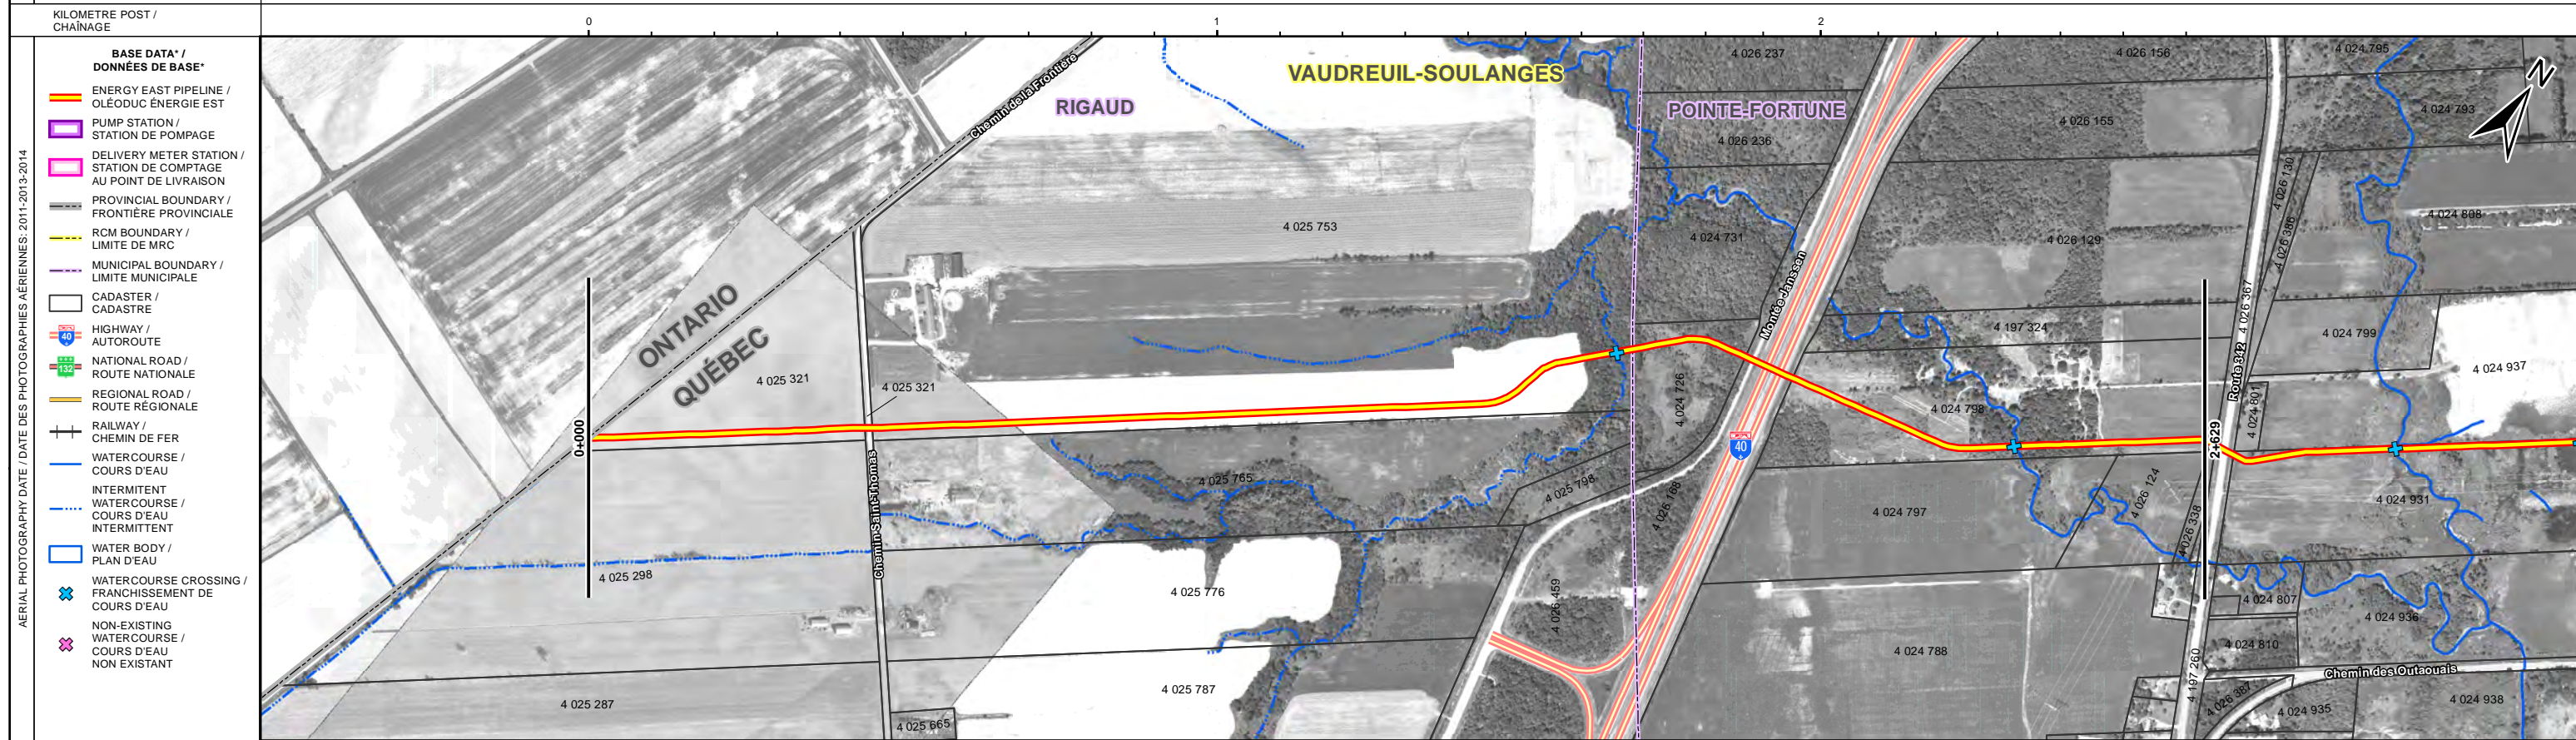 KILOMETRE POST /
CHAÎNAGE
0
1
2
AERIAL PHOTOGRAPHY DATE / DATE DES PHOTOGRAPHIES AÉRIENNES: 2011-2013-2014
BASE DATA* /
DONNÉES DE BASE*
ENERGY EAST PIPELINE /
OLÉODUC ÉNERGIE EST
PUMP STATION /
STATION DE POMPAGE
DELIVERY METER STATION /
STATION DE COMPTAGE
AU POINT DE LIVRAISON
PROVINCIAL BOUNDARY /
FRONTIÈRE PROVINCIALE
RCM BOUNDARY /
LIMITE DE MRC
MUNICIPAL BOUNDARY /
LIMITE MUNICIPALE
CADASTER /
CADASTRE
40
HIGHWAY /
AUTOROUTE
132
NATIONAL ROAD /
ROUTE NATIONALE
REGIONAL ROAD /
ROUTE RÉGIONALE
RAILWAY /
CHEMIN DE FER
WATERCOURSE /
COURS D'EAU
INTERMITENT
WATERCOURSE /
COURS D'EAU
INTERMITTENT
WATER BODY /
PLAN D'EAU
WATERCOURSE CROSSING /
FRANCHISSEMENT DE
COURS D'EAU
NON-EXISTING
WATERCOURSE /
COURS D'EAU
NON EXISTANT
Chemin de la Frontière
RIGAUD
VAUDREUIL-SOULANGES
POINTE-FORTUNE
4 026 237
4 026 236
4 026 156
4 026 155
4 024 795
4 024 793
N
4 025 753
4 024 731
4 026 129
4 026 130
4 026 386
4 024 808
ONTARIO
QUÉBEC
4 025 321
4 025 321
Montée Janssen
4 197 324
4 026 367
Route 342
4 024 799
4 024 937
4 024 726
4 024 798
4 024 801
0+000
40
2+629
Chemin Saint-Thomas
4 025 765
4 025 798
4 026 168
4 024 797
4 026 124
4 026 338
4 024 931
4 025 298
4 025 776
4 026 459
4 024 807
4 024 936
4 024 788
4 024 810
4 025 287
4 025 665
4 025 787
4 197 260
4 026 387
Chemin des Outaouais
4 024 935
4 024 938